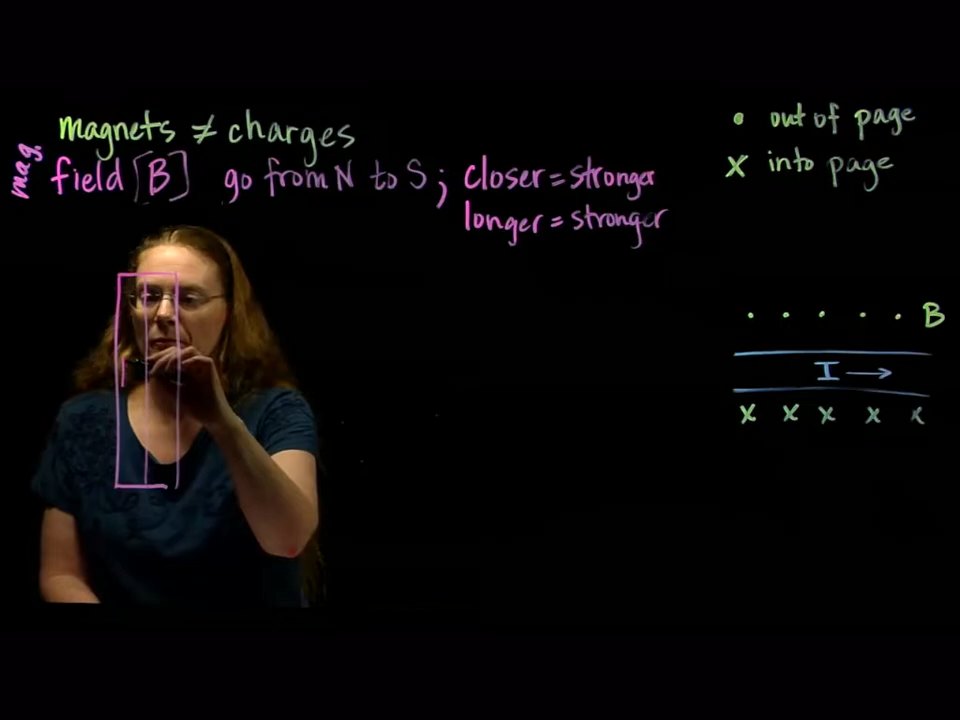 magnets ≠ charges
mag. field [B] go from N to S; closer = stronger
longer = stronger
• out of page
x into page
. . . . . B
I →
x x x x x